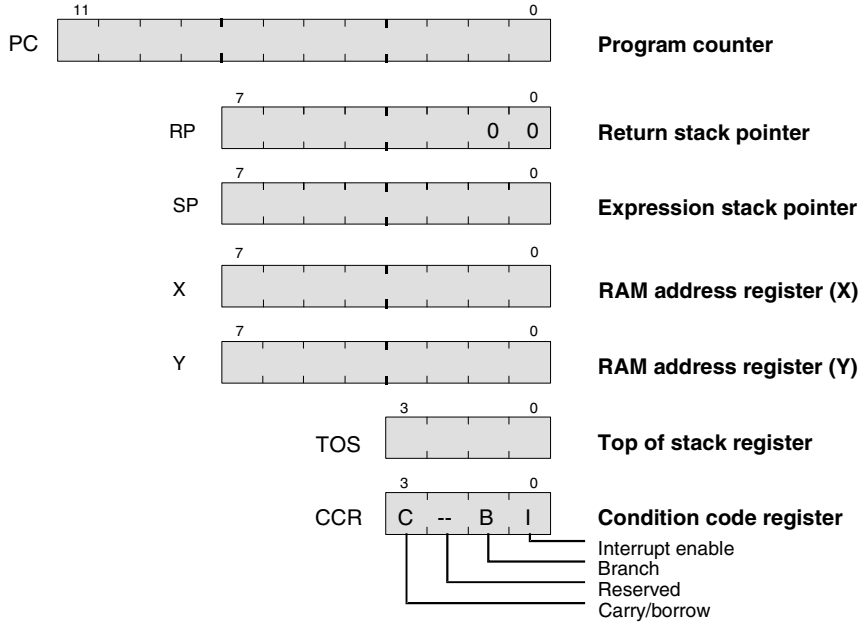 11 0
PC Program counter
7 0
RP 0 0 Return stack pointer
7 0
SP Expression stack pointer
7 0
X RAM address register (X)
7 0
Y RAM address register (Y)
3 0
TOS Top of stack register
3 0
CCR C -- B I Condition code register
Interrupt enable
Branch
Reserved
Carry/borrow